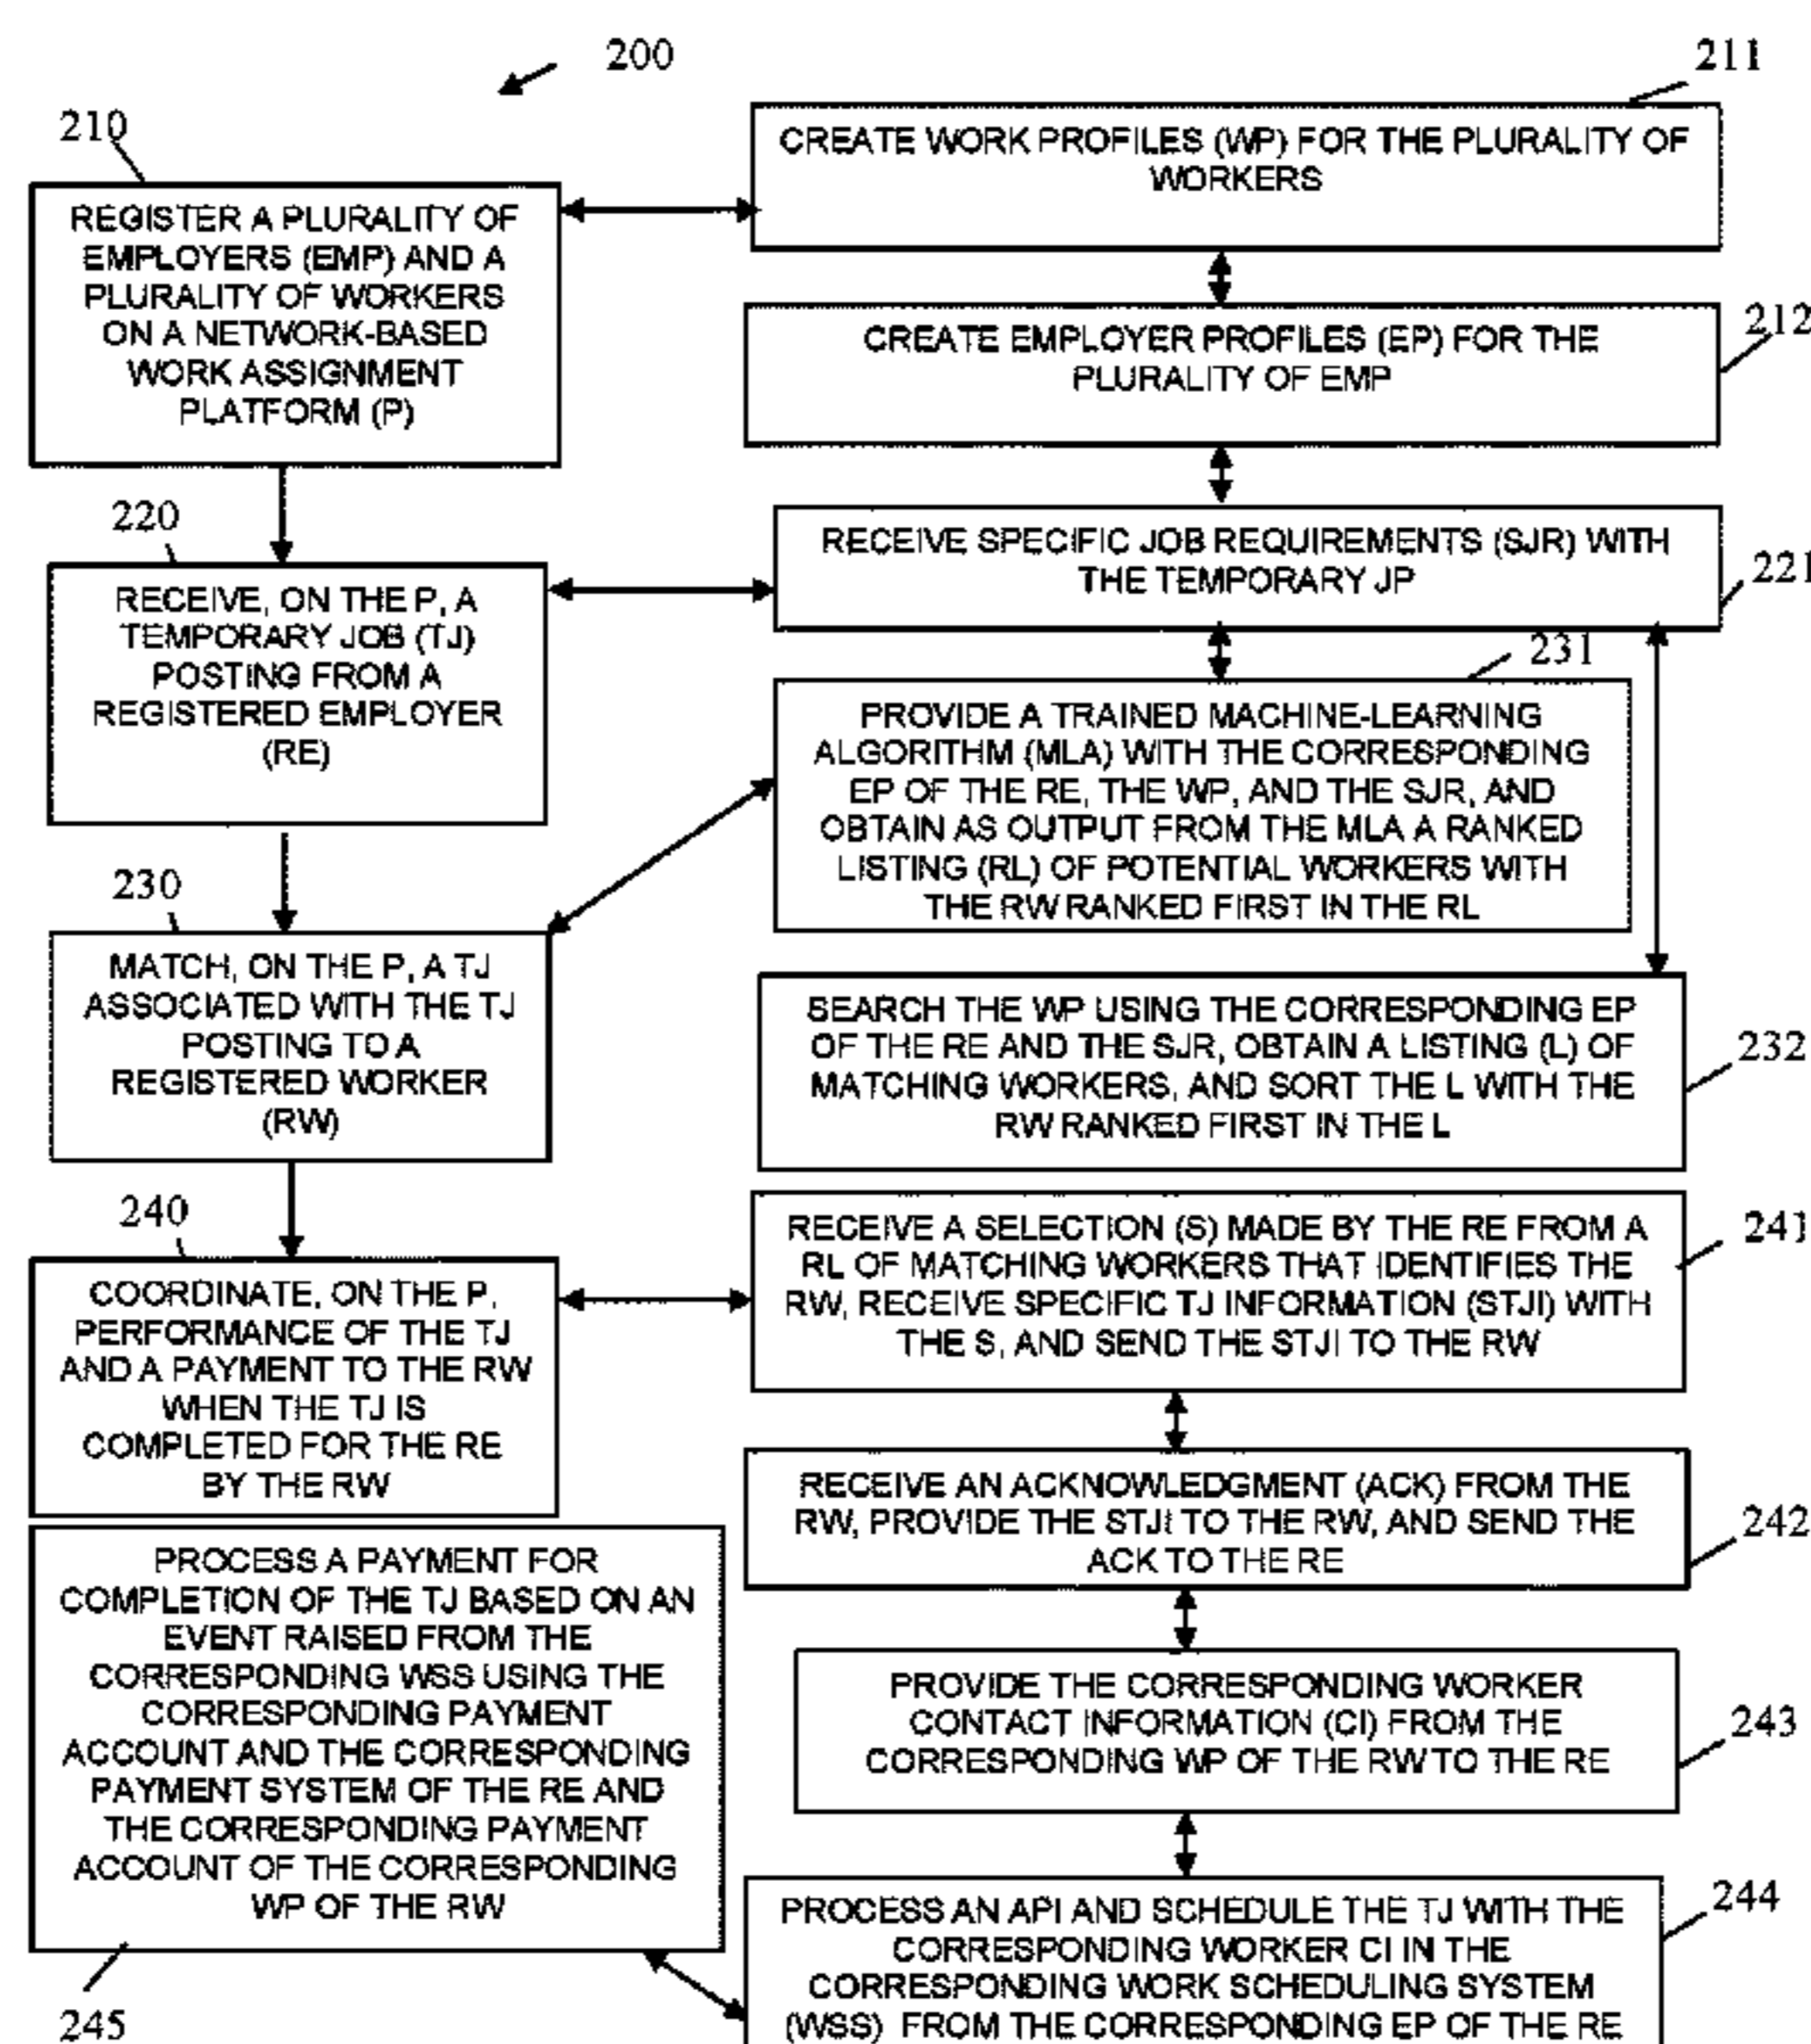 200
211
210
CREATE WORK PROFILES (WP) FOR THE PLURALITY OF
WORKERS
REGISTER A PLURALITY OF
EMPLOYERS (EMP) AND A
PLURALITY OF WORKERS
ON A NETWORK-BASED
WORK ASSIGNMENT
PLATFORM (P)
212
CREATE EMPLOYER PROFILES (EP) FOR THE
PLURALITY OF EMP
220
RECEIVE SPECIFIC JOB REQUIREMENTS (SJR) WITH
THE TEMPORARY JP
221
RECEIVE, ON THE P, A
TEMPORARY JOB (TJ)
POSTING FROM A
REGISTERED EMPLOYER
(RE)
231
PROVIDE A TRAINED MACHINE-LEARNING
ALGORITHM (MLA) WITH THE CORRESPONDING
EP OF THE RE, THE WP, AND THE SJR, AND
OBTAIN AS OUTPUT FROM THE MLA A RANKED
LISTING (RL) OF POTENTIAL WORKERS WITH
THE RW RANKED FIRST IN THE RL
230
MATCH, ON THE P, A TJ
ASSOCIATED WITH THE TJ
POSTING TO A
REGISTERED WORKER
(RW)
SEARCH THE WP USING THE CORRESPONDING EP
OF THE RE AND THE SJR, OBTAIN A LISTING (L) OF
MATCHING WORKERS, AND SORT THE L WITH THE
RW RANKED FIRST IN THE L
232
240
RECEIVE A SELECTION (S) MADE BY THE RE FROM A
RL OF MATCHING WORKERS THAT IDENTIFIES THE
RW, RECEIVE SPECIFIC TJ INFORMATION (STJI) WITH
THE S, AND SEND THE STJI TO THE RW
241
COORDINATE, ON THE P,
PERFORMANCE OF THE TJ
AND A PAYMENT TO THE RW
WHEN THE TJ IS
COMPLETED FOR THE RE
BY THE RW
RECEIVE AN ACKNOWLEDGMENT (ACK) FROM THE
RW, PROVIDE THE STJI TO THE RW, AND SEND THE
ACK TO THE RE
242
PROCESS A PAYMENT FOR
COMPLETION OF THE TJ BASED ON AN
EVENT RAISED FROM THE
CORRESPONDING WSS USING THE
CORRESPONDING PAYMENT
ACCOUNT AND THE CORRESPONDING
PAYMENT SYSTEM OF THE RE AND
THE CORRESPONDING PAYMENT
ACCOUNT OF THE CORRESPONDING
WP OF THE RW
PROVIDE THE CORRESPONDING WORKER
CONTACT INFORMATION (CI) FROM THE
CORRESPONDING WP OF THE RW TO THE RE
243
244
PROCESS AN API AND SCHEDULE THE TJ WITH THE
CORRESPONDING WORKER CI IN THE
CORRESPONDING WORK SCHEDULING SYSTEM
(WSS) FROM THE CORRESPONDING EP OF THE RE
245